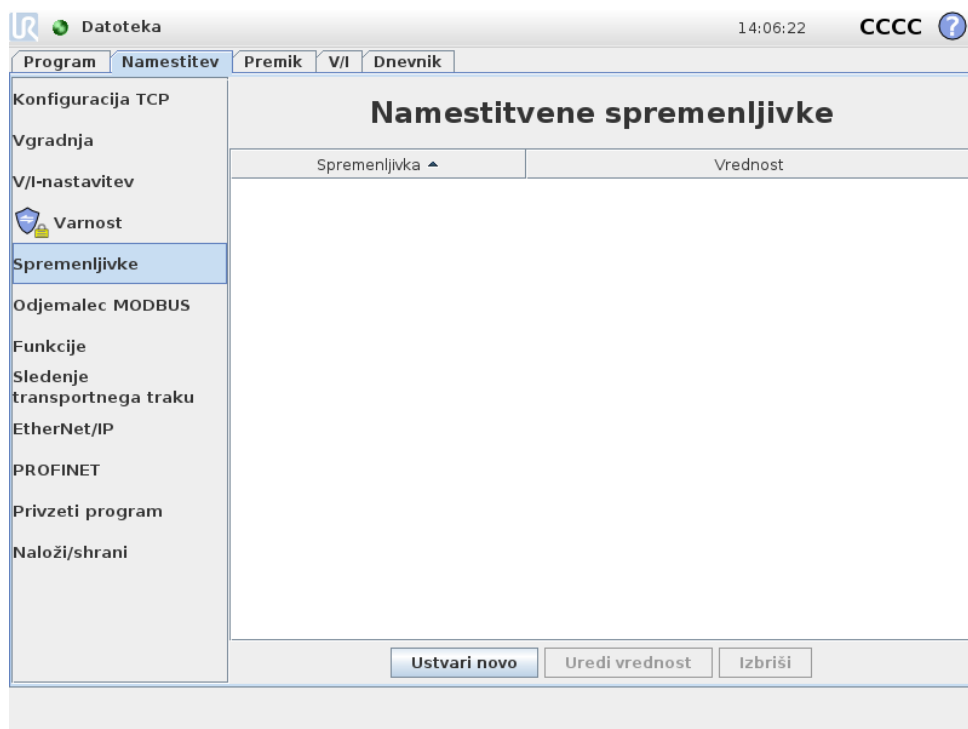 UR Datoteka 14:06:22 CCCC ?
Program Namestitev Premik V/I Dnevnik
Konfiguracija TCP
Vgradnja
V/I-nastavitev
Varnost
Spremenljivke
Odjemalec MODBUS
Funkcije
Sledenje
transportnega traku
EtherNet/IP
PROFINET
Privzeti program
Naloži/shrani
Namestitvene spremenljivke
Spremenljivka Vrednost
Ustvari novo Uredi vrednost Izbriši